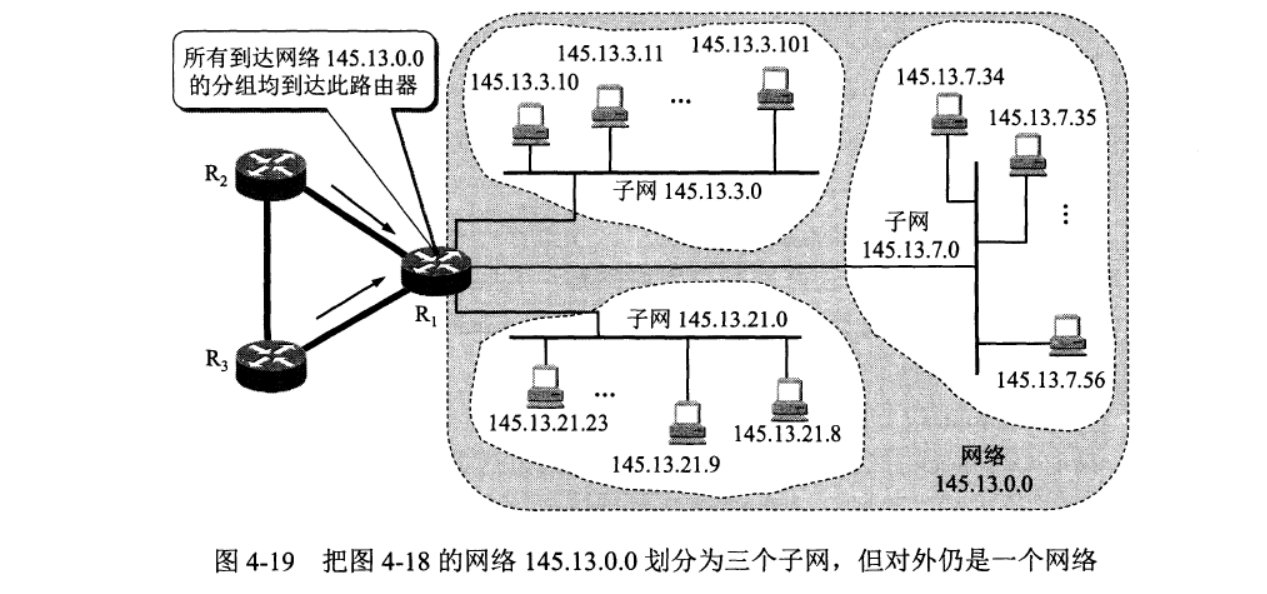 所有到达网络 145.13.0.0
的分组均到达此路由器
145.13.3.10
145.13.3.11
145.13.3.101
...
子网 145.13.3.0
145.13.7.34
145.13.7.35
...
子网
145.13.7.0
145.13.7.56
R2
R1
R3
子网 145.13.21.0
...
145.13.21.23
145.13.21.9
145.13.21.8
网络
145.13.0.0
图 4-19 把图 4-18 的网络 145.13.0.0 划分为三个子网，但对外仍是一个网络